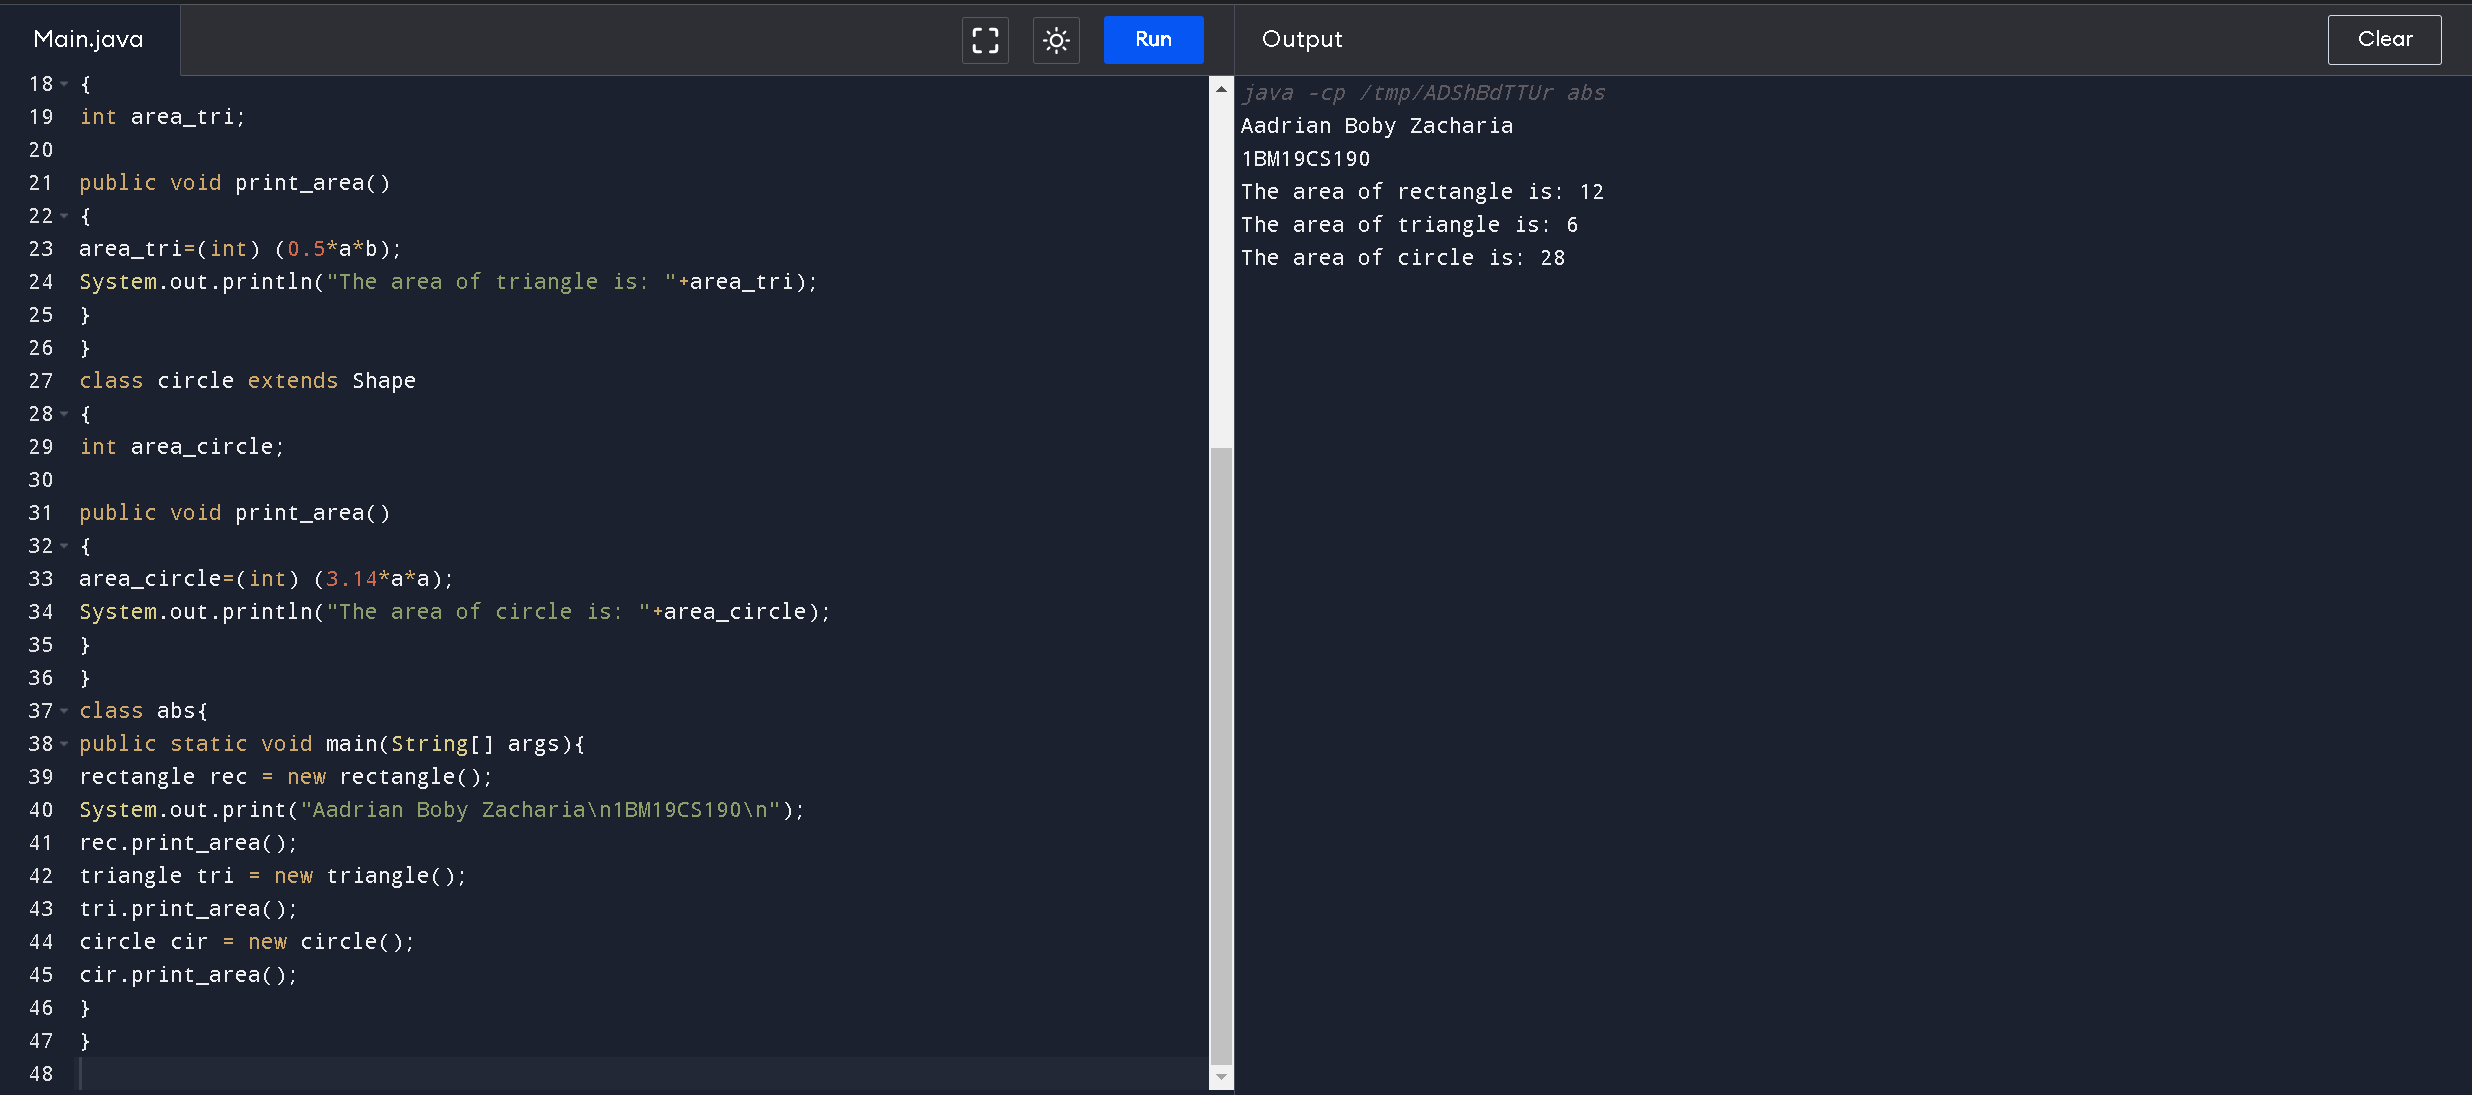 Main.java
Run
18 {
19 int area_tri;
20
21 public void print_area()
22 {
23 area_tri=(int) (0.5*a*b);
24 System.out.println("The area of triangle is: "+area_tri);
25 }
26 }
27 class circle extends Shape
28 {
29 int area_circle;
30
31 public void print_area()
32 {
33 area_circle=(int) (3.14*a*a);
34 System.out.println("The area of circle is: "+area_circle);
35 }
36 }
37 class abs{
38 public static void main(String[] args){
39 rectangle rec = new rectangle();
40 System.out.print("Aadrian Boby Zacharia\n1BM19CS190\n");
41 rec.print_area();
42 triangle tri = new triangle();
43 tri.print_area();
44 circle cir = new circle();
45 cir.print_area();
46 }
47 }
48
Output
Clear
java -cp /tmp/ADShBdTTUr abs
Aadrian Boby Zacharia
1BM19CS190
The area of rectangle is: 12
The area of triangle is: 6
The area of circle is: 28